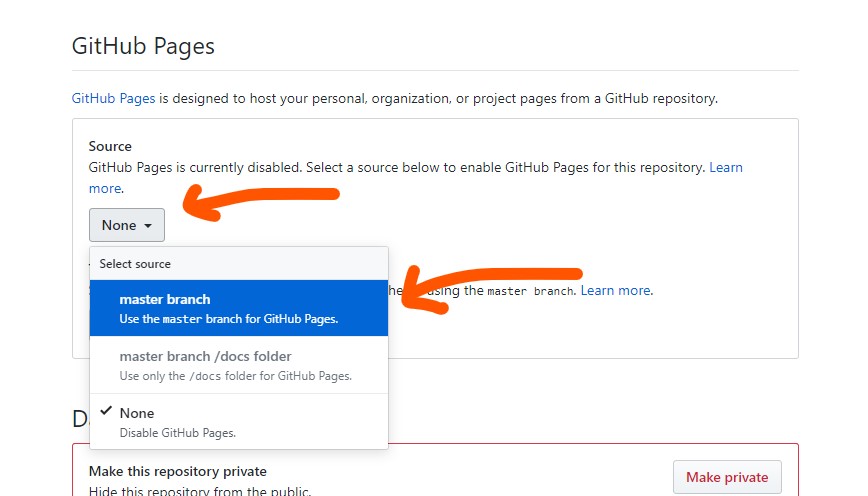 GitHub Pages
GitHub Pages is designed to host your personal, organization, or project pages from a GitHub repository.
Source
GitHub Pages is currently disabled. Select a source below to enable GitHub Pages for this repository. Learn
more.
None
Select source
master branch
Use the master branch for GitHub Pages.
using the master branch. Learn more.
master branch /docs folder
Use only the /docs folder for GitHub Pages.
None
Disable GitHub Pages.
Make this repository private
Hide this repository from the public.
Make private